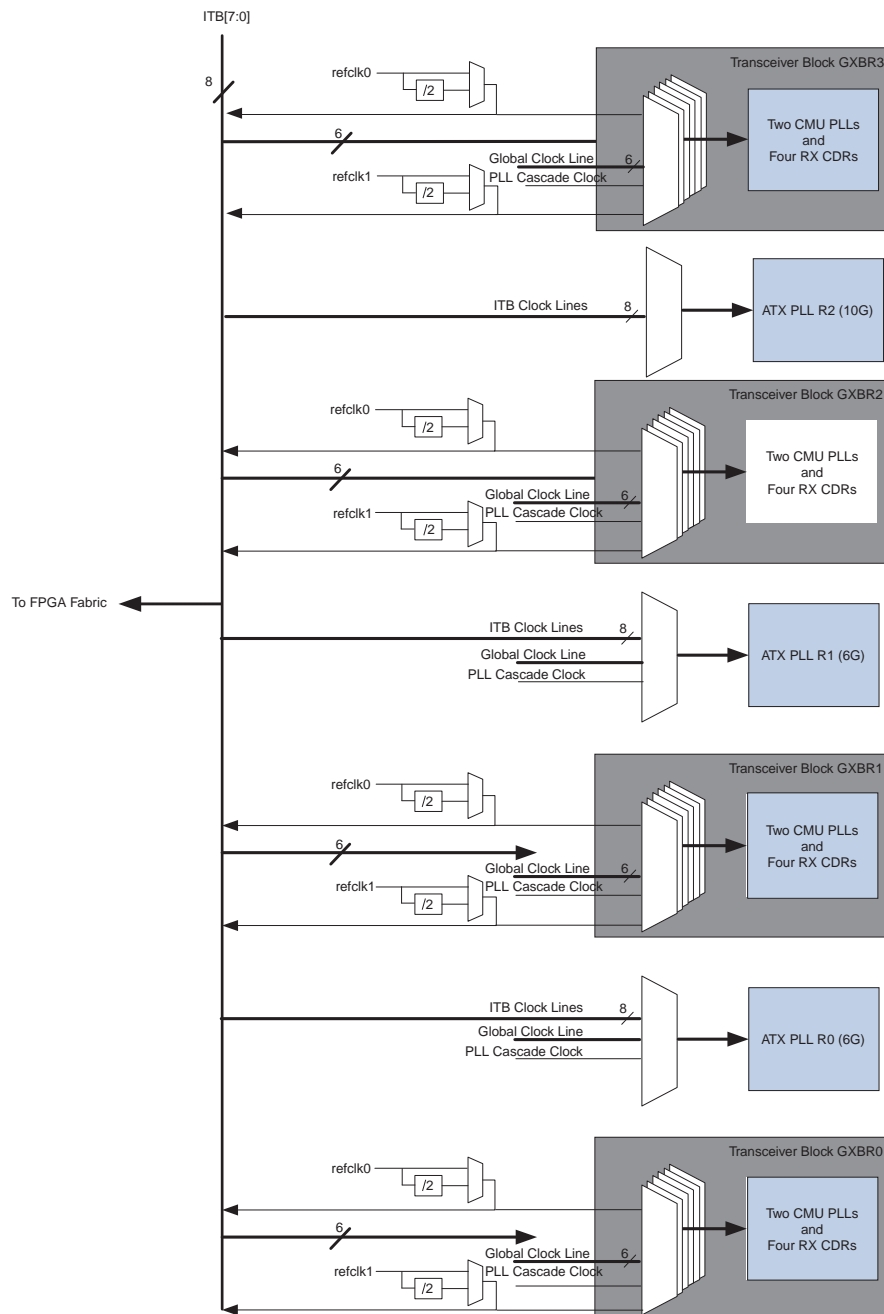 ITB[7:0]
8
refclk0
/2
Transceiver Block GXBR3
Two CMU PLLs
and
Four RX CDRs
6
Global Clock Line
6
PLL Cascade Clock
refclk1
/2
ITB Clock Lines
8
ATX PLL R2 (10G)
Transceiver Block GXBR2
refclk0
/2
Two CMU PLLs
and
Four RX CDRs
6
Global Clock Line
6
PLL Cascade Clock
refclk1
/2
To FPGA Fabric
ITB Clock Lines
8
Global Clock Line
PLL Cascade Clock
ATX PLL R1 (6G)
Transceiver Block GXBR1
refclk0
/2
Two CMU PLLs
and
Four RX CDRs
6
Global Clock Line
6
PLL Cascade Clock
refclk1
/2
ITB Clock Lines
8
Global Clock Line
PLL Cascade Clock
ATX PLL R0 (6G)
Transceiver Block GXBR0
refclk0
/2
Two CMU PLLs
and
Four RX CDRs
6
Global Clock Line
6
PLL Cascade Clock
refclk1
/2